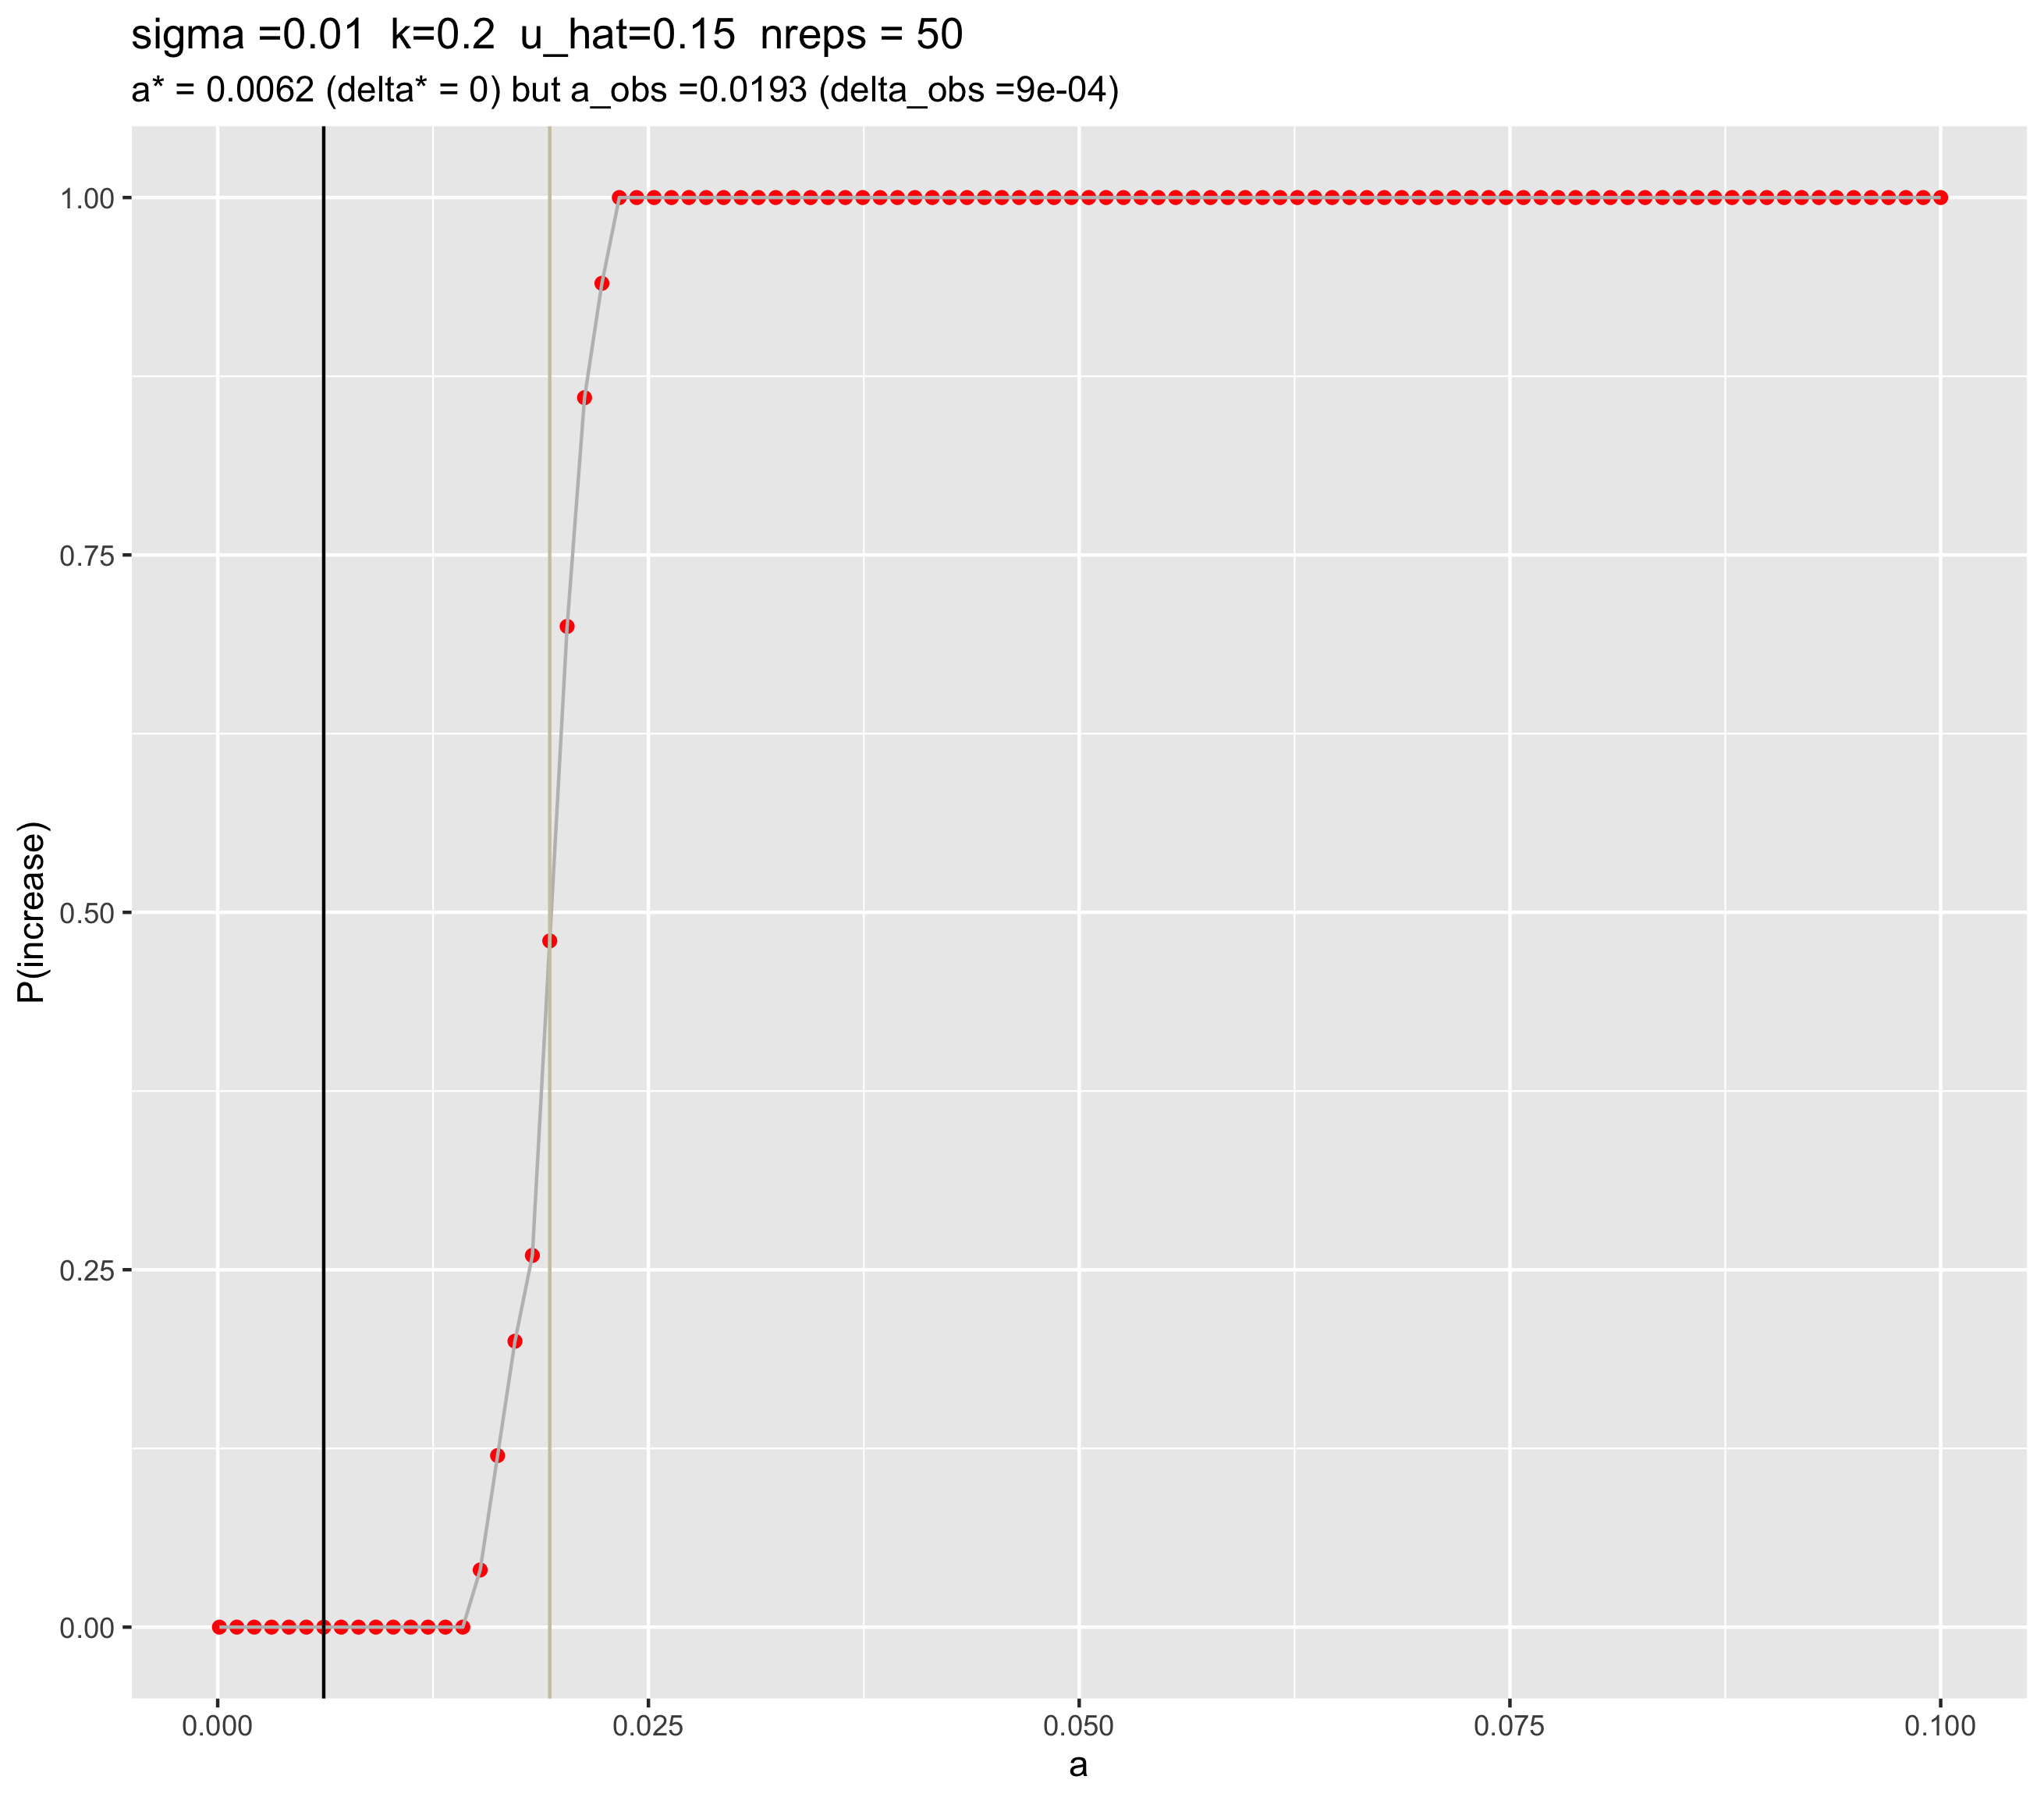 sigma =0.01  k=0.2  u_hat=0.15  nreps = 50
a* = 0.0062 (delta* = 0) but a_obs =0.0193 (delta_obs =9e-04)
1.00
0.75
0.50
0.25
0.00
P(increase)
0.000
0.025
0.050
0.075
0.100
a